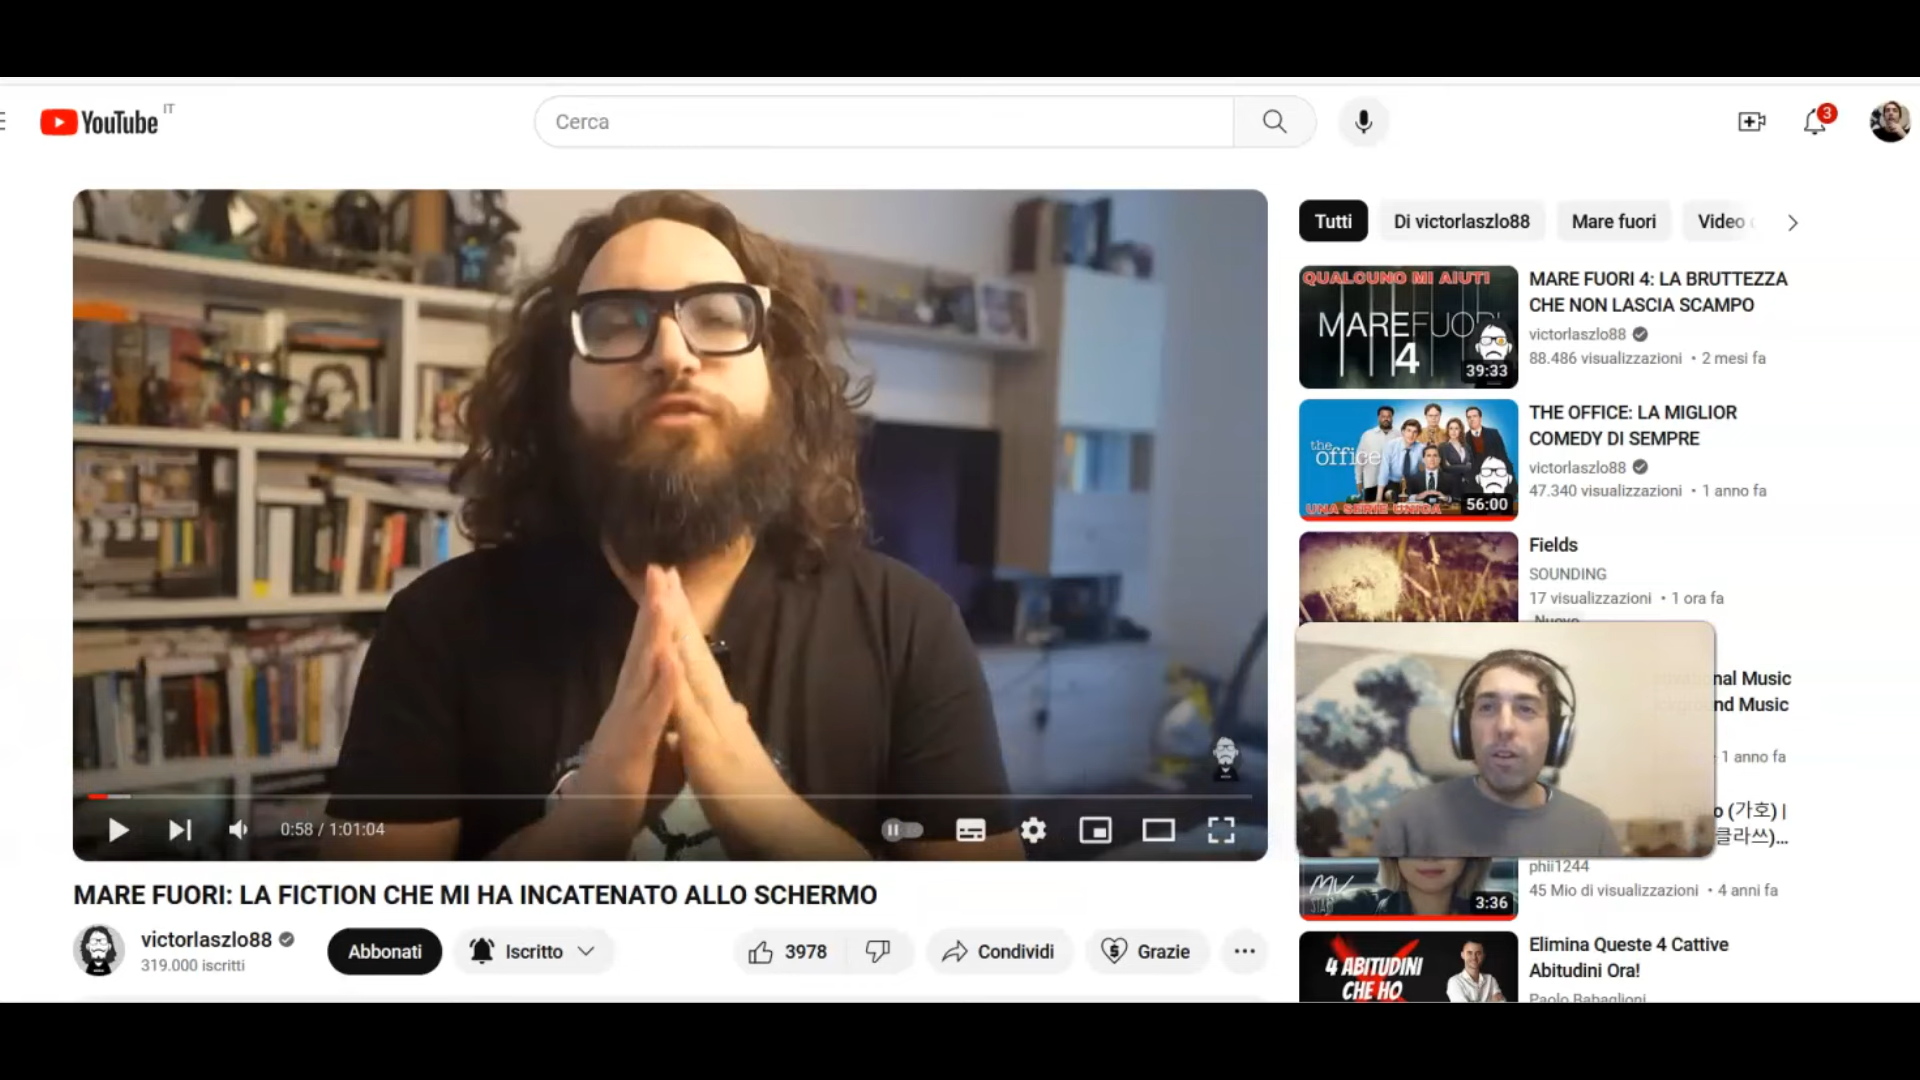 YouTube IT
Cerca
3
Tutti
Di victorlaszlo88
Mare fuori
Video
QUALCUNO MI AIUTI
MAREFUORI
4
39:33
MARE FUORI 4: LA BRUTTEZZA
CHE NON LASCIA SCAMPO
victorlaszlo88
88.486 visualizzazioni • 2 mesi fa
the office
UNA SERIE UNICA
56:00
THE OFFICE: LA MIGLIOR
COMEDY DI SEMPRE
victorlaszlo88
47.340 visualizzazioni • 1 anno fa
Fields
SOUNDING
17 visualizzazioni • 1 ora fa
Nuovo
nal Music
nd Music
1 anno fa
(가호) |
클라쓰)...
phii1244
45 Mio di visualizzazioni • 4 anni fa
MV
3:36
4 ABITUDINI
CHE HO
Elimina Queste 4 Cattive
Abitudini Ora!
Paolo Babaglioni
0:58 / 1:01:04
MARE FUORI: LA FICTION CHE MI HA INCATENATO ALLO SCHERMO
victorlaszlo88
319.000 iscritti
Abbonati
Iscritto
3978
Condividi
Grazie